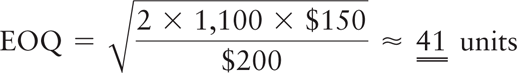 EOQ = √(2 × 1,100 × $150 / $200) ≈ 41 units